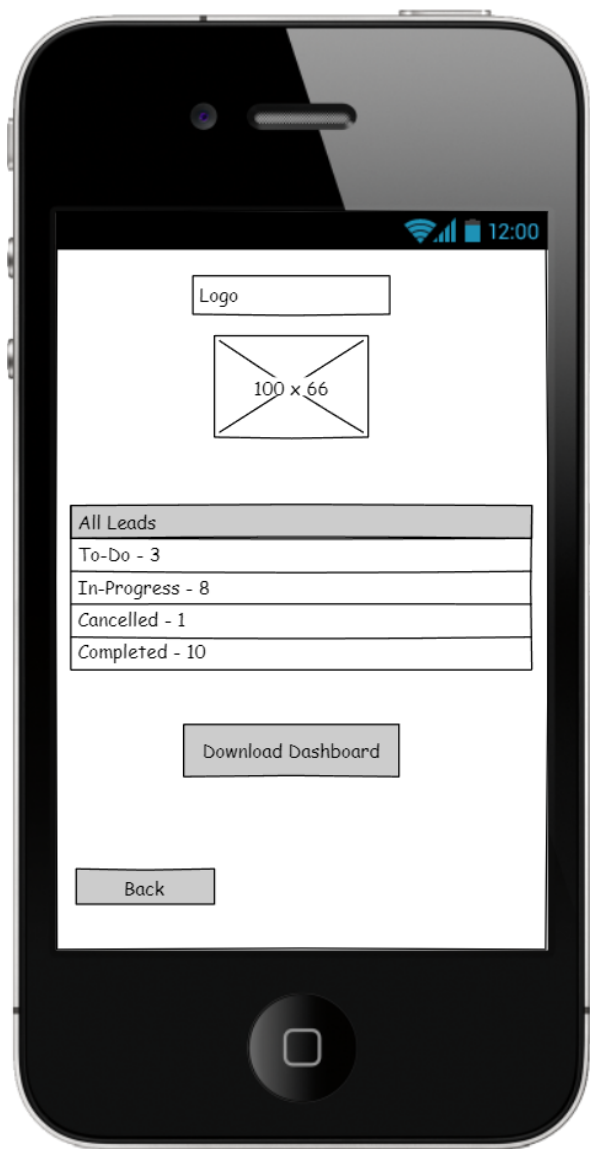 12:00
Logo
100 x 66
All Leads
To-Do - 3
In-Progress - 8
Cancelled - 1
Completed - 10
Download Dashboard
Back